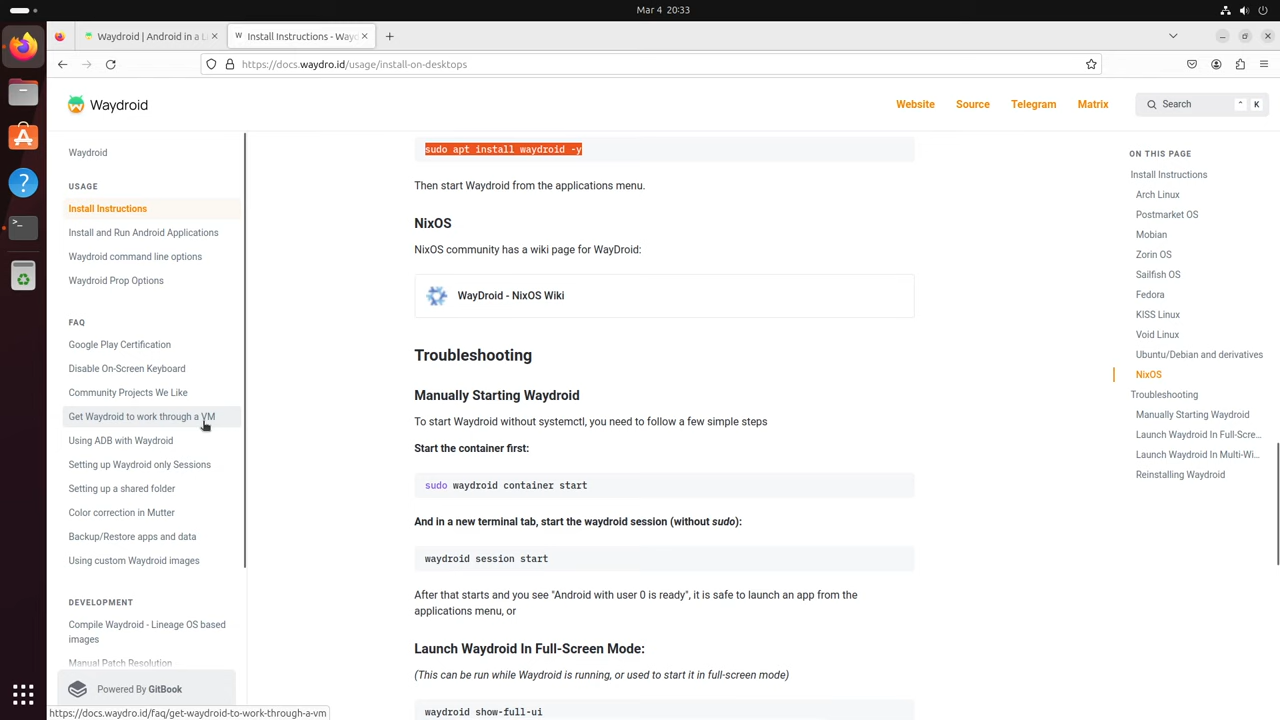 Mar 4 20:33
Waydroid | Android in a Li
Install Instructions - Wayd
https://docs.waydro.id/usage/install-on-desktops
Waydroid
Website
Source
Telegram
Matrix
Search
⌃ K
Waydroid
USAGE
Install Instructions
Install and Run Android Applications
Waydroid command line options
Waydroid Prop Options
FAQ
Google Play Certification
Disable On-Screen Keyboard
Community Projects We Like
Get Waydroid to work through a VM
Using ADB with Waydroid
Setting up Waydroid only Sessions
Setting up a shared folder
Color correction in Mutter
Backup/Restore apps and data
Using custom Waydroid images
DEVELOPMENT
Compile Waydroid - Lineage OS based
images
Manual Patch Resolution
Powered By GitBook
https://docs.waydro.id/faq/get-waydroid-to-work-through-a-vm
sudo apt install waydroid -y
Then start Waydroid from the applications menu.
NixOS
NixOS community has a wiki page for WayDroid:
WayDroid - NixOS Wiki
Troubleshooting
Manually Starting Waydroid
To start Waydroid without systemctl, you need to follow a few simple steps
Start the container first:
sudo waydroid container start
And in a new terminal tab, start the waydroid session (without sudo):
waydroid session start
After that starts and you see "Android with user 0 is ready", it is safe to launch an app from the
applications menu, or
Launch Waydroid In Full-Screen Mode:
(This can be run while Waydroid is running, or used to start it in full-screen mode)
waydroid show-full-ui
ON THIS PAGE
Install Instructions
Arch Linux
Postmarket OS
Mobian
Zorin OS
Sailfish OS
Fedora
KISS Linux
Void Linux
Ubuntu/Debian and derivatives
NixOS
Troubleshooting
Manually Starting Waydroid
Launch Waydroid In Full-Scre...
Launch Waydroid In Multi-Wi...
Reinstalling Waydroid